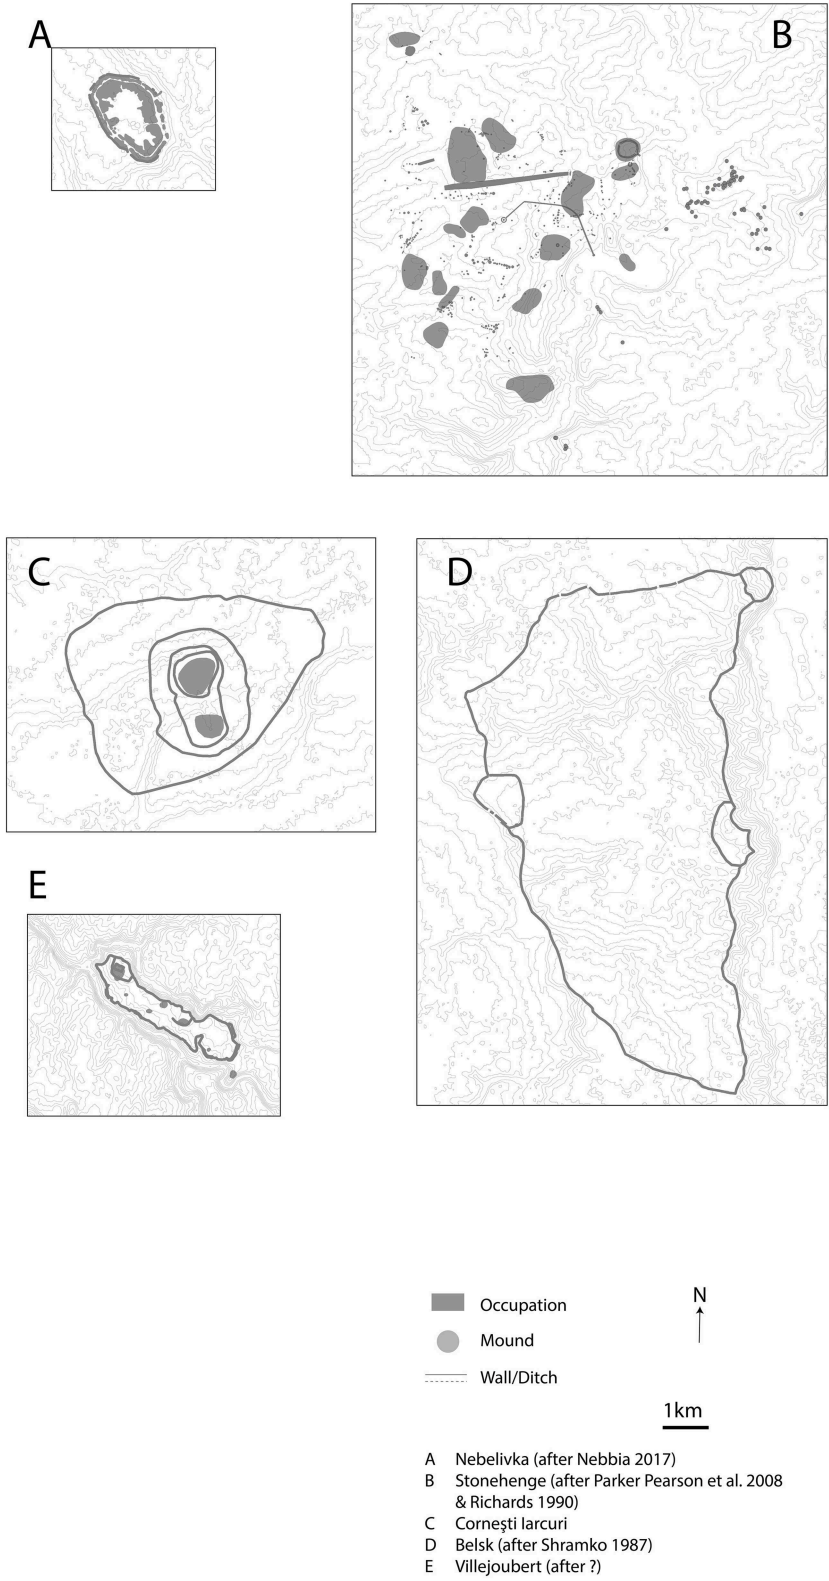 A
B
C
D
E
Occupation
Mound
Wall/Ditch
N
1km
A Nebelivka (after Nebbia 2017)
B Stonehenge (after Parker Pearson et al. 2008
& Richards 1990)
C Corneşti Iarcuri
D Belsk (after Shramko 1987)
E Villejoubert (after ?)